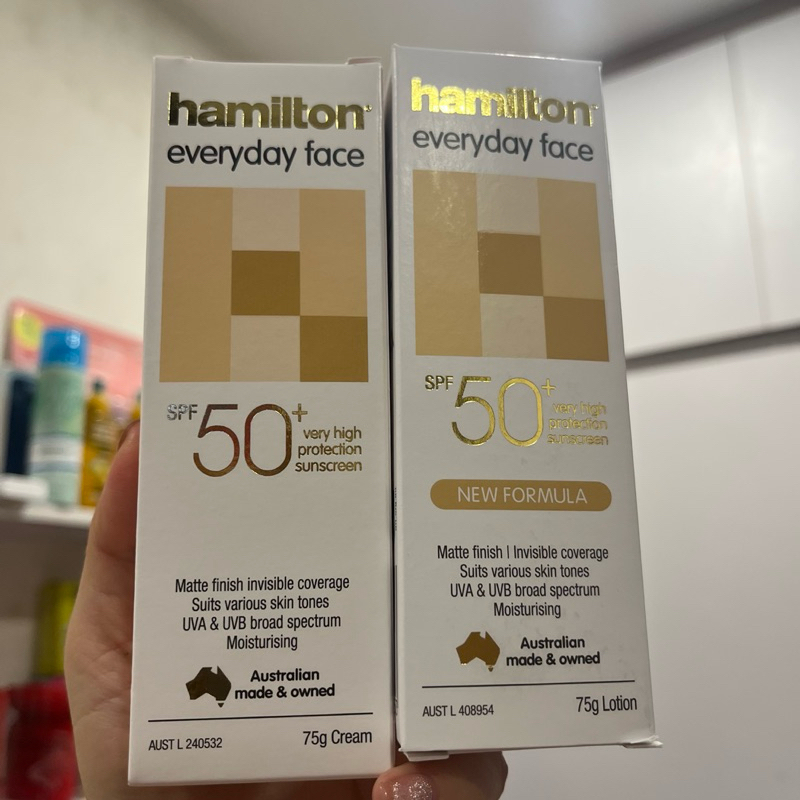 hamilton
everyday face
SPF 50+
very high
protection
sunscreen
Matte finish invisible coverage
Suits various skin tones
UVA & UVB broad spectrum
Moisturising
Australian
made & owned
AUST L 240532 75g Cream
hamilton
everyday face
SPF 50+
very high
protection
sunscreen
NEW FORMULA
Matte finish | Invisible coverage
Suits various skin tones
UVA & UVB broad spectrum
Moisturising
Australian
made & owned
AUST L 408954 75g Lotion